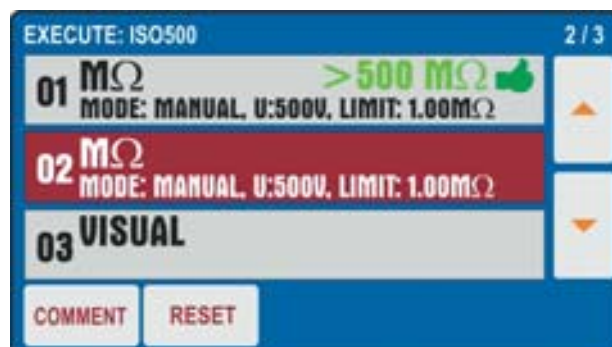 EXECUTE: ISO500 2/3
01 MΩ >500 MΩ
MODE: MANUAL, U:500V, LIMIT: 1.00MΩ
02 MΩ
MODE: MANUAL, U:500V, LIMIT: 1.00MΩ
03 VISUAL
COMMENT RESET